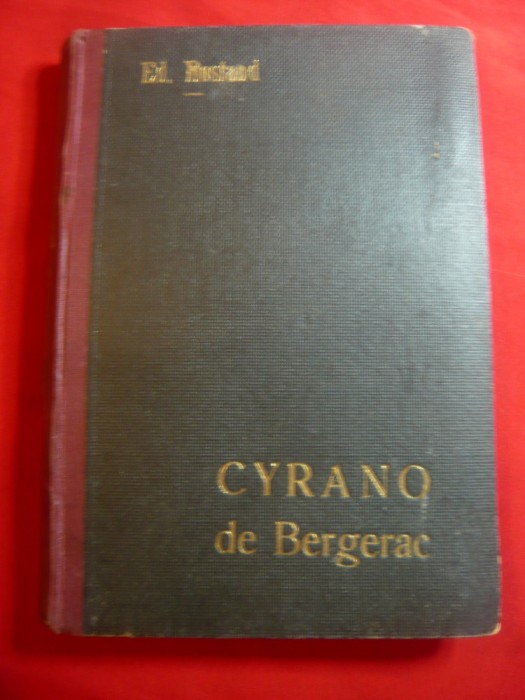 Ed. Rostand
CYRANO
de Bergerac